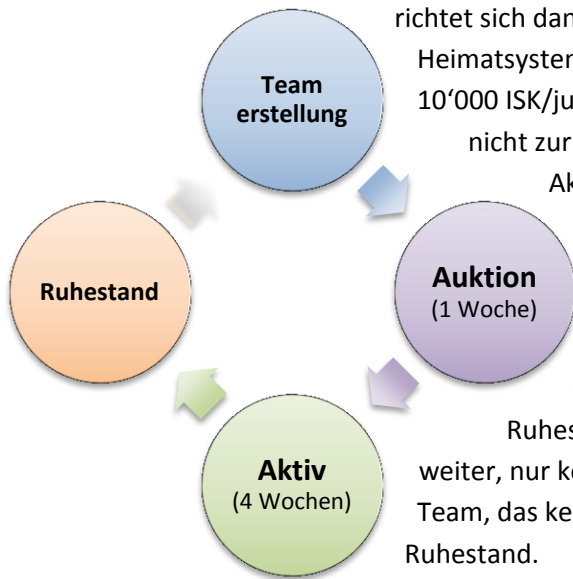 richtet sich dan
Heimatsyster
10‘000 ISK/ju
nicht zur
Ak
Team
erstellung
Ruhestand
Auktion
(1 Woche)
Aktiv
(4 Wochen)
Ruhes
weiter, nur k
Team, das ke
Ruhestand.